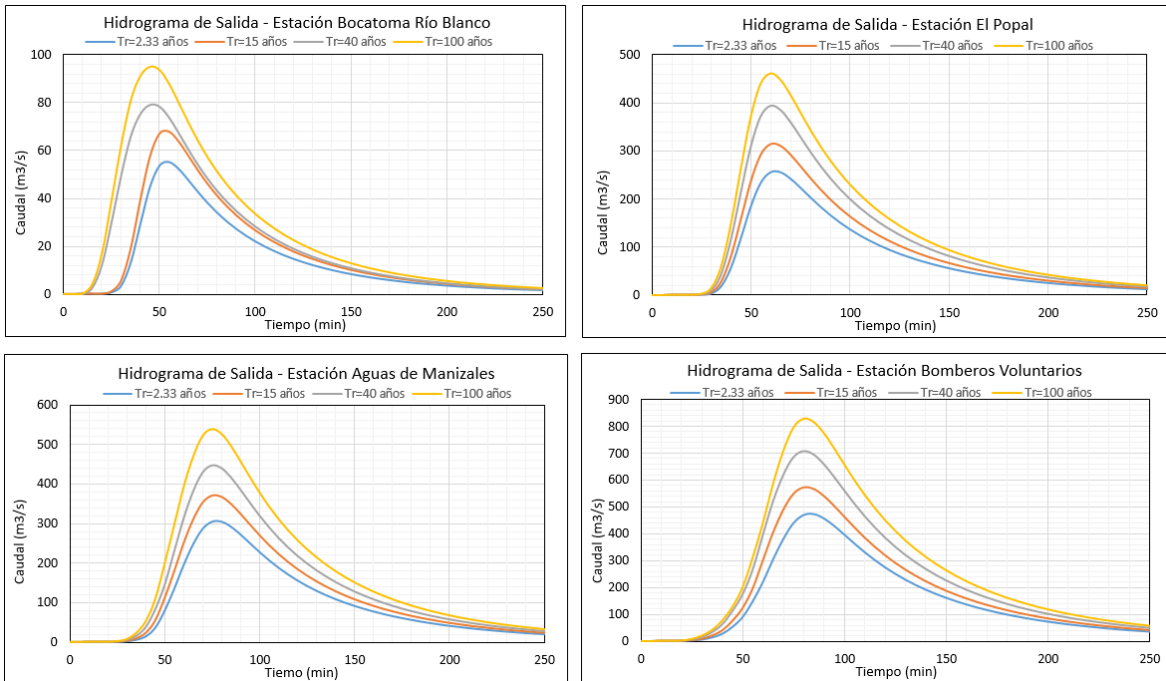 Hidrograma de Salida - Estación Bocatoma Río Blanco
Tr=2.33 años Tr=15 años Tr=40 años Tr=100 años
100
80
60
40
20
0
Caudal (m3/s)
0 50 100 150 200 250
Tiempo (min)
Hidrograma de Salida - Estación El Popal
Tr=2.33 años Tr=15 años Tr=40 años Tr=100 años
500
400
300
200
100
0
Caudal (m3/s)
0 50 100 150 200 250
Tiempo (min)
Hidrograma de Salida - Estación Aguas de Manizales
Tr=2.33 años Tr=15 años Tr=40 años Tr=100 años
600
500
400
300
200
100
0
Caudal (m3/s)
0 50 100 150 200 250
Tiemo (min)
Hidrograma de Salida - Estación Bomberos Voluntarios
Tr=2.33 años Tr=15 años Tr=40 años Tr=100 años
900
800
700
600
500
400
300
200
100
0
Caudal (m3/s)
0 50 100 150 200 250
Tiempo (min)